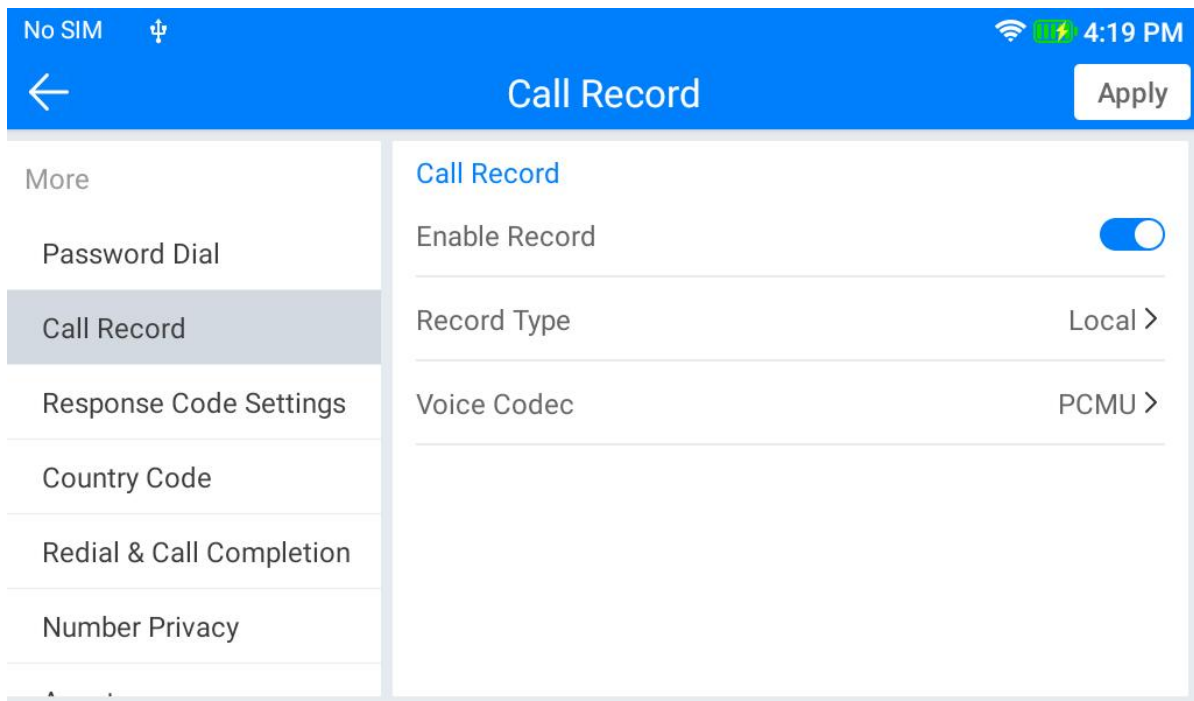 No SIM 4:19 PM
Call Record Apply
More
Password Dial
Call Record
Response Code Settings
Country Code
Redial & Call Completion
Number Privacy
Call Record
Enable Record
Record Type Local
Voice Codec PCMU